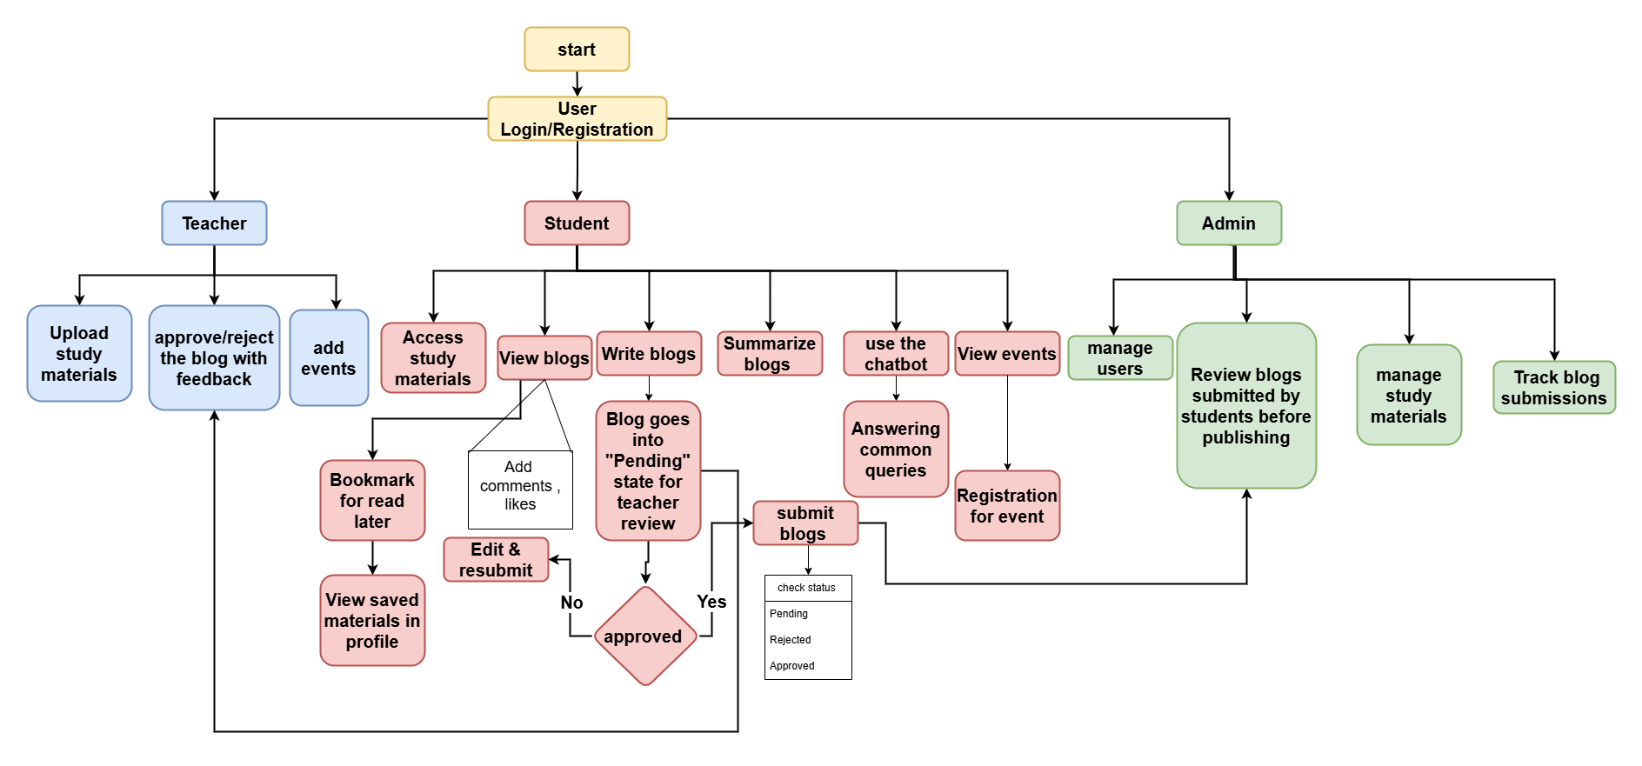 start
User
Login/Registration
Teacher
Student
Admin
Upload
study
materials
approve/reject
the blog with
feedback
add
events
Access
study
materials
View blogs
Write blogs
Summarize
blogs
use the
chatbot
View events
manage
users
Review blogs
submitted by
students before
publishing
manage
study
materials
Track blog
submissions
Bookmark
for read
later
Add
comments ,
likes
Blog goes
into
"Pending"
state for
teacher
review
Answering
common
queries
Registration
for event
submit
blogs
Edit &
resubmit
View saved
materials in
profile
No
approved
Yes
check status
Pending
Rejected
Approved